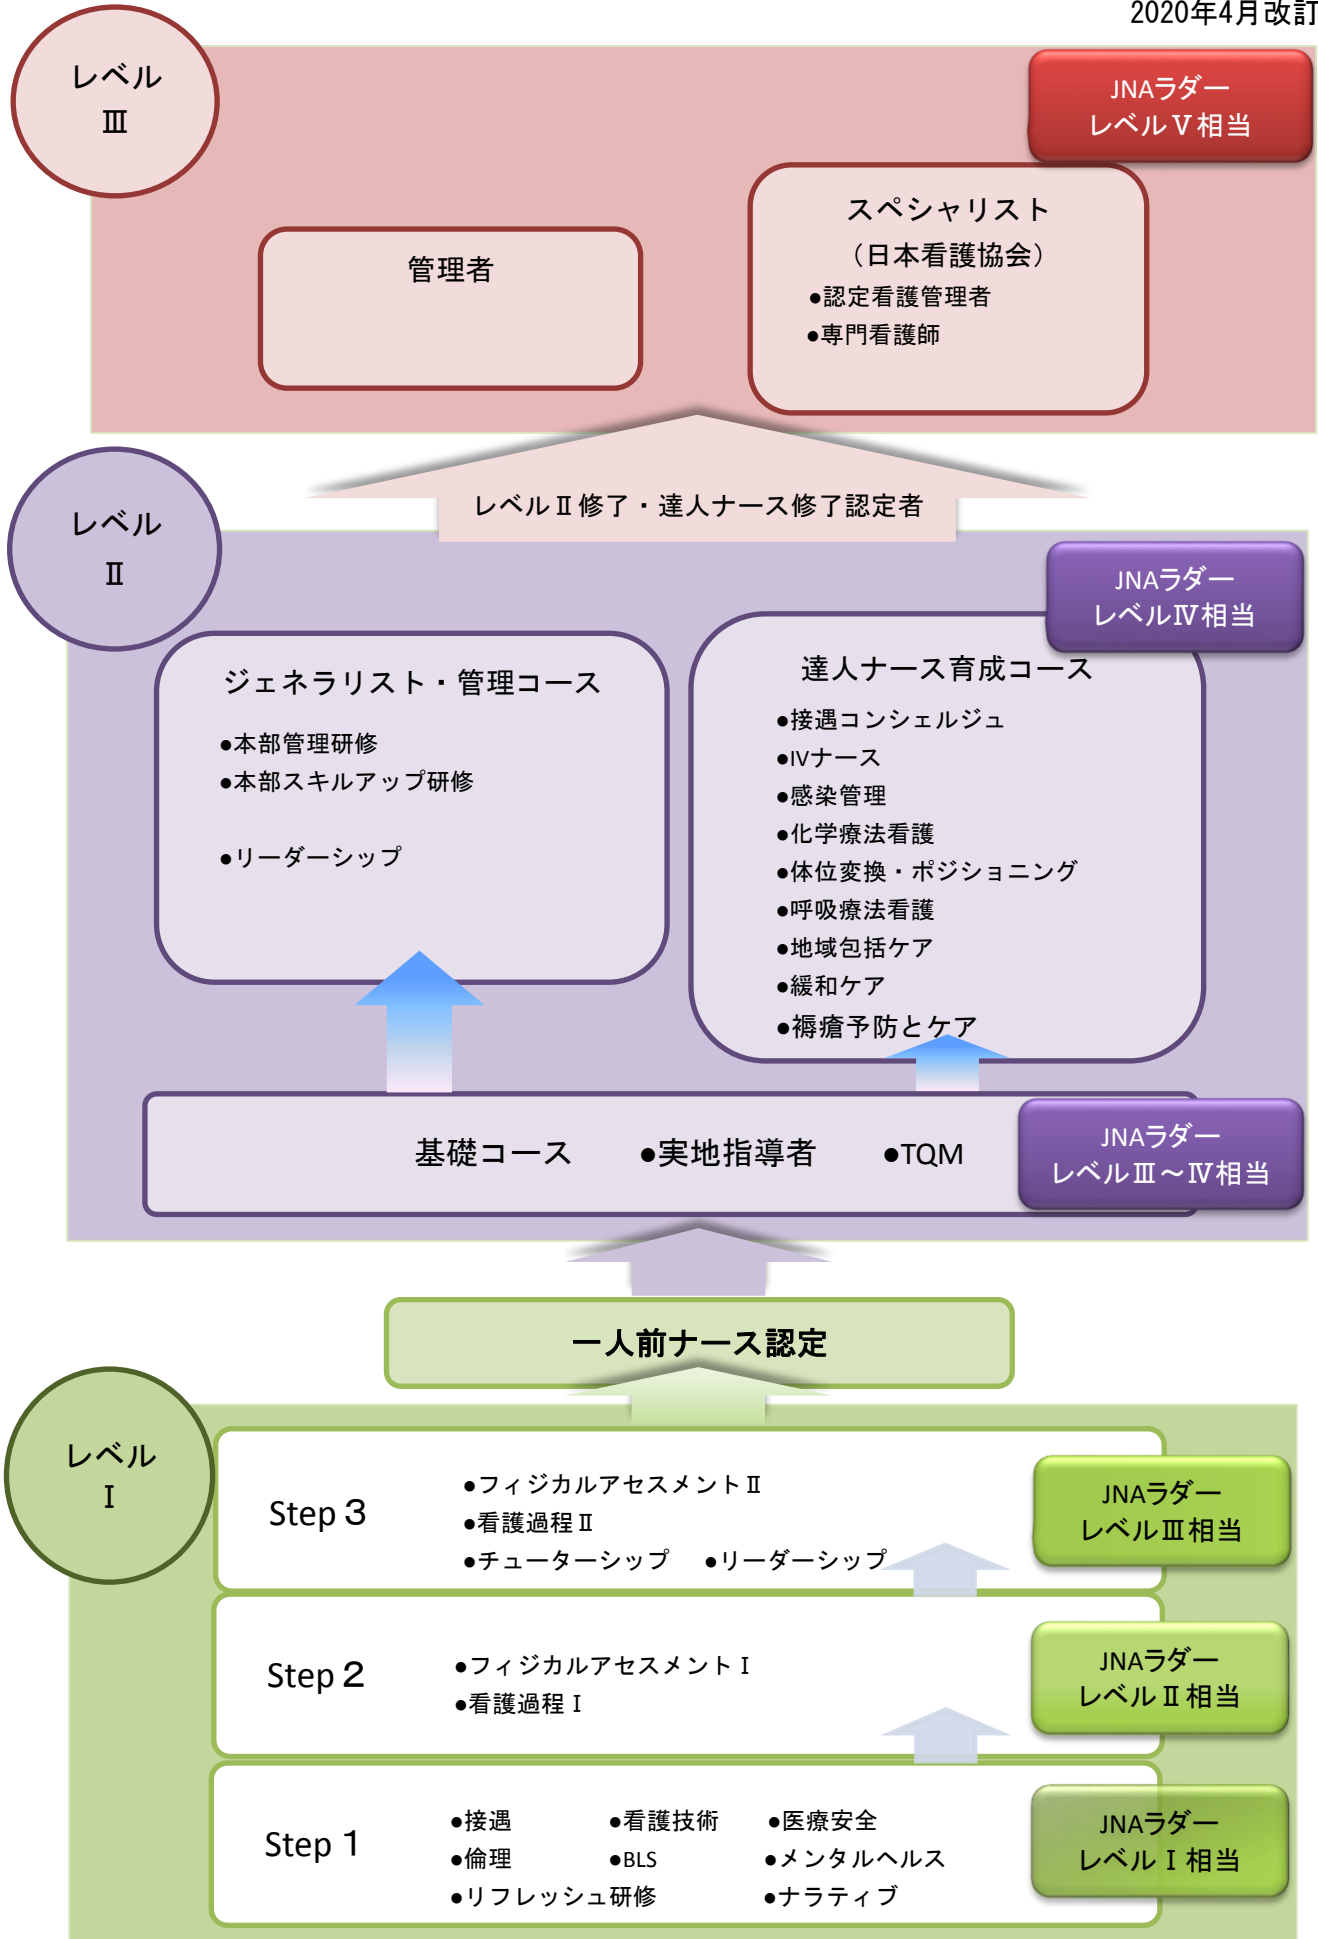 2020年4月改訂
レベル
Ⅲ
JNAラダー
レベルⅤ相当
管理者
スペシャリスト
（日本看護協会）
●認定看護管理者
●専門看護師
レベルⅡ修了・達人ナース修了認定者
レベル
Ⅱ
JNAラダー
レベルⅣ相当
ジェネラリスト・管理コース
●本部管理研修
●本部スキルアップ研修
●リーダーシップ
達人ナース育成コース
●接遇コンシェルジュ
●IVナース
●感染管理
●化学療法看護
●体位変換・ポジショニング
●呼吸療法看護
●地域包括ケア
●緩和ケア
●褥瘡予防とケア
基礎コース　●実地指導者　●TQM
JNAラダー
レベルⅢ～Ⅳ相当
一人前ナース認定
レベル
Ⅰ
Step３
●フィジカルアセスメントⅡ
●看護過程Ⅱ
●チューターシップ　●リーダーシップ
JNAラダー
レベルⅢ相当
Step２
●フィジカルアセスメントⅠ
●看護過程Ⅰ
JNAラダー
レベルⅡ相当
Step１
●接遇　●看護技術　●医療安全
●倫理　●BLS　●メンタルヘルス
●リフレッシュ研修　●ナラティブ
JNAラダー
レベルⅠ相当